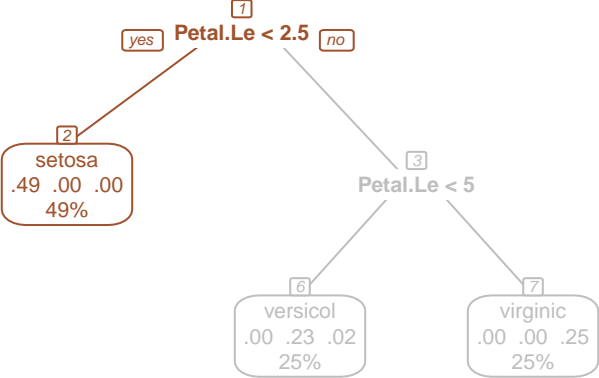 1
yes Petal.Le < 2.5 no
2
setosa
.49 .00 .00
49%
3
Petal.Le < 5
6
versicol
.00 .23 .02
25%
7
virginic
.00 .00 .25
25%